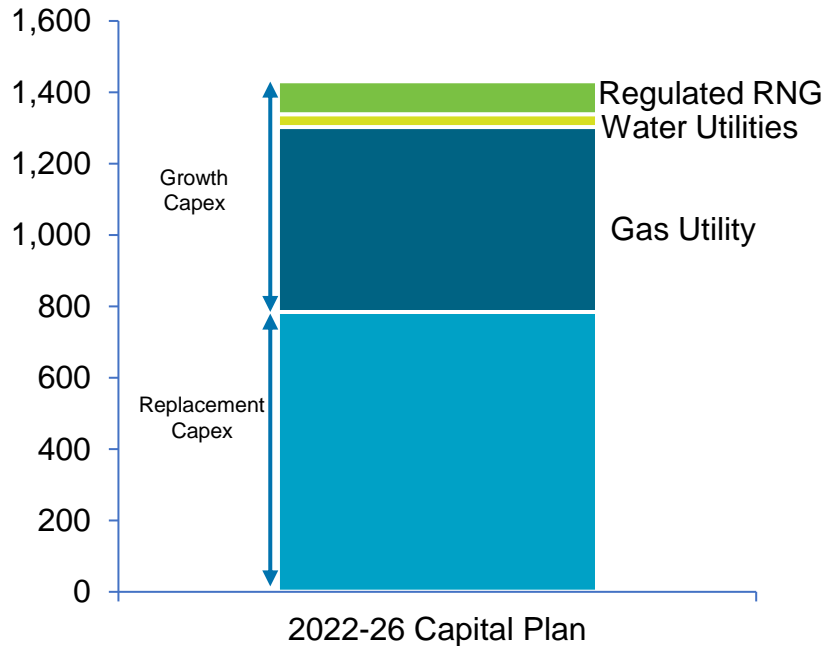 1,600
1,400
1,200
1,000
800
600
400
200
0
Growth
Capex
Replacement
Capex
Regulated RNG
Water Utilities
Gas Utility
2022-26 Capital Plan